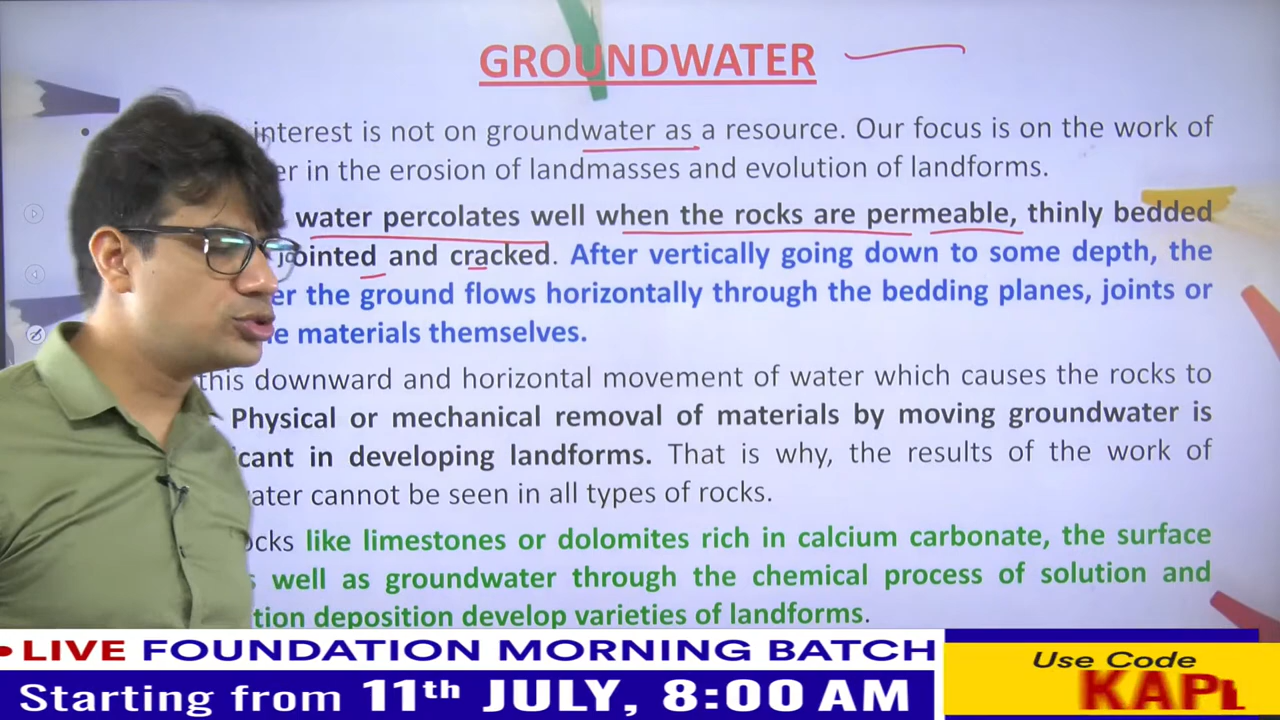 GROUNDWATER
interest is not on groundwater as a resource. Our focus is on the work of
er in the erosion of landmasses and evolution of landforms.
water percolates well when the rocks are permeable, thinly bedded
jointed and cracked. After vertically going down to some depth, the
er the ground flows horizontally through the bedding planes, joints or
materials themselves.
this downward and horizontal movement of water which causes the rocks to
Physical or mechanical removal of materials by moving groundwater is
cant in developing landforms. That is why, the results of the work of
ater cannot be seen in all types of rocks.
ocks like limestones or dolomites rich in calcium carbonate, the surface
well as groundwater through the chemical process of solution and
tion deposition develop varieties of landforms.
LIVE FOUNDATION MORNING BATCH
Starting from 11th JULY, 8:00 AM
Use Code
KAPL